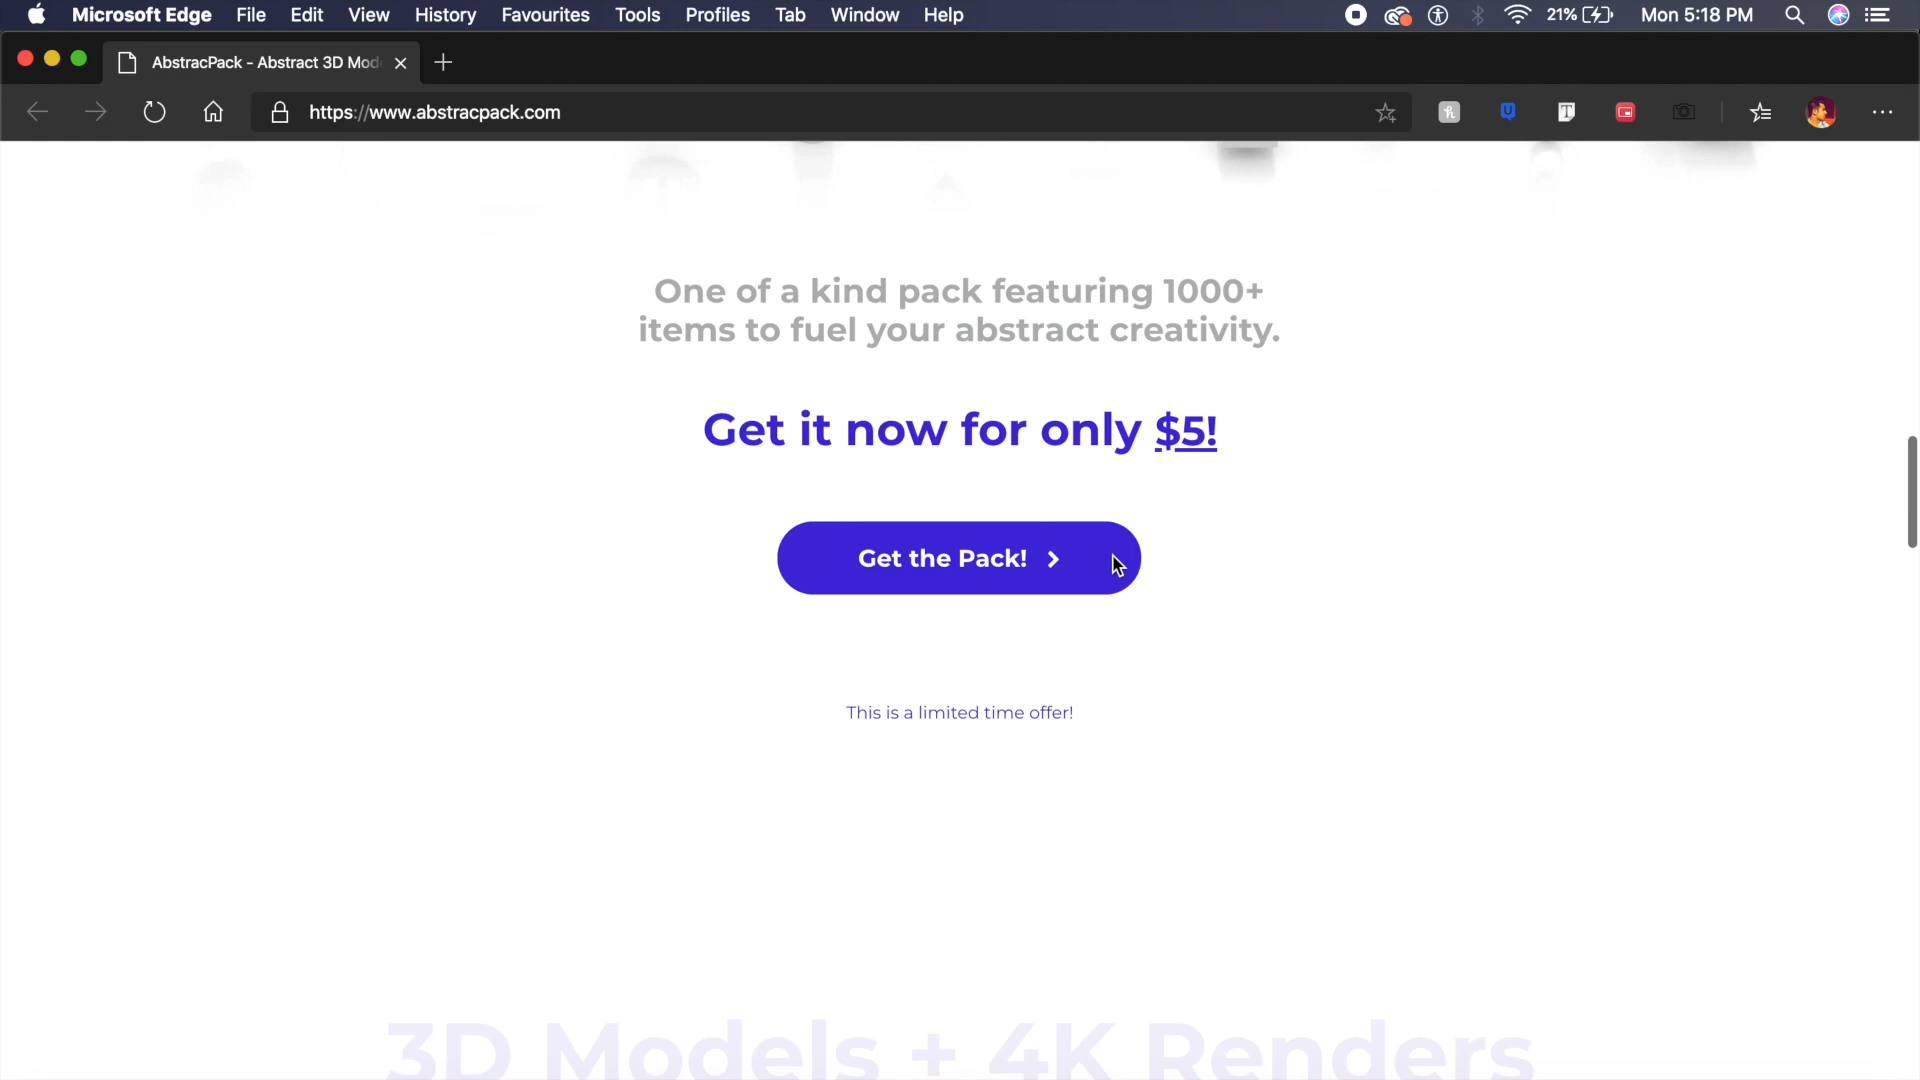 Microsoft Edge File Edit View History Favourites Tools Profiles Tab Window Help 21% Mon 5:18 PM
AbstracPack - Abstract 3D Mod
https://www.abstracpack.com
One of a kind pack featuring 1000+
items to fuel your abstract creativity.
Get it now for only $5!
Get the Pack!
This is a limited time offer!
3D Models + 4K Renders